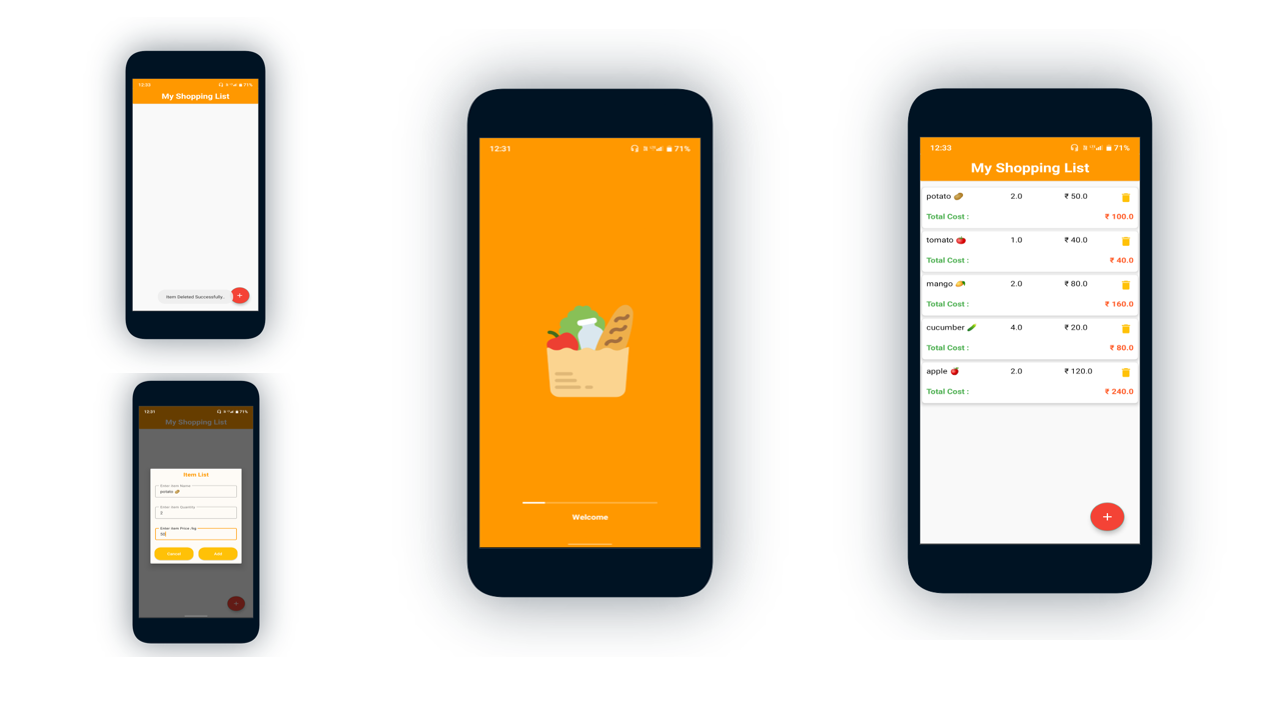 12:33 71%
My Shopping List
Item Deleted Successfully..
+
12:31 71%
My Shopping List
Item List
Enter Item Name
potato 🥔
Enter Item Quantity
2
Enter Item Price /kg
50
Cancel Add
+
12:31 71%
Welcome
12:33 71%
My Shopping List
potato 🥔 2.0 ₹ 50.0
Total Cost : ₹ 100.0
tomato 🍅 1.0 ₹ 40.0
Total Cost : ₹ 40.0
mango 🥭 2.0 ₹ 80.0
Total Cost : ₹ 160.0
cucumber 🥒 4.0 ₹ 20.0
Total Cost : ₹ 80.0
apple 🍎 2.0 ₹ 120.0
Total Cost : ₹ 240.0
+